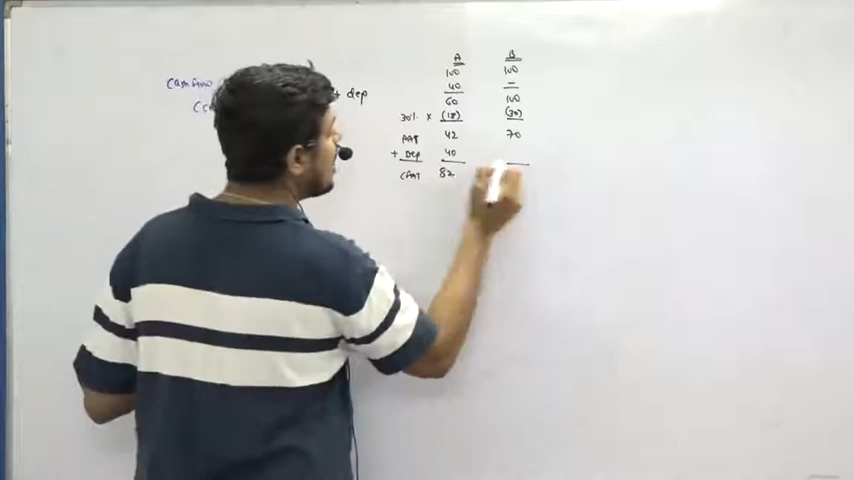 A B
100 100
40 —
+ dep 60 100
30% × (18) (30)
PAT 42 70
+ Dep 40
CFAT 82